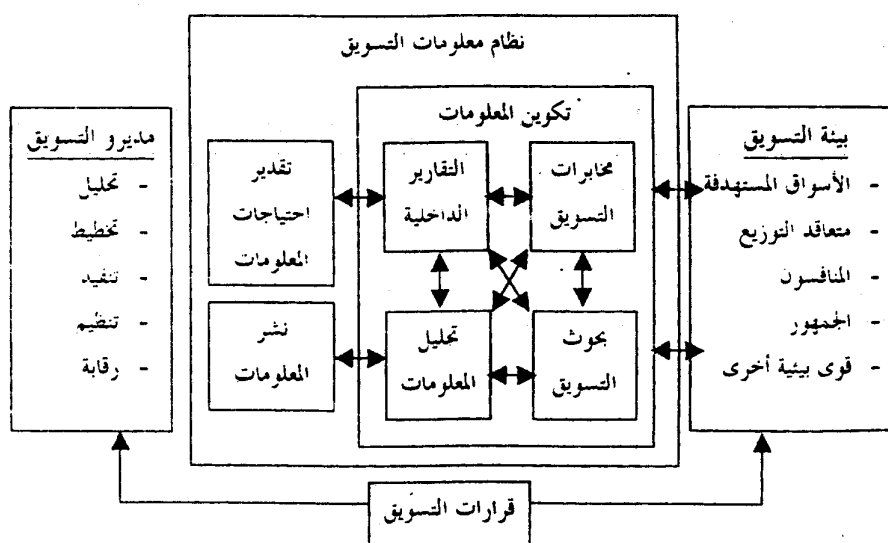 نظام معلومات التسويق
تكوين المعلومات
بيئة التسويق
- الأسواق المستهدفة
- متعاقد التوزيع
- المنافسون
- الجمهور
- قوى بيئية أخرى
مخابرات
التسويق
التقارير
الداخلية
بحوث
التسويق
تحليل
المعلومات
تقدير
احتياجات
المعلومات
نشر
المعلومات
مديرو التسويق
- تحليل
- تخطيط
- تنفيد
- تنظيم
- رقابة
قرارات التسويق